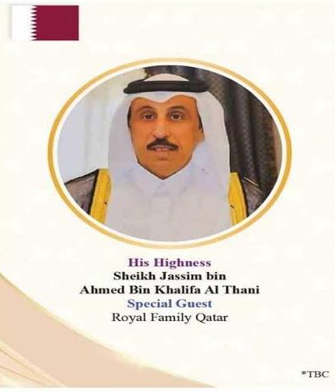 His Highness
Sheikh Jassim bin
Ahmed Bin Khalifa Al Thani
Special Guest
Royal Family Qatar
*TBC